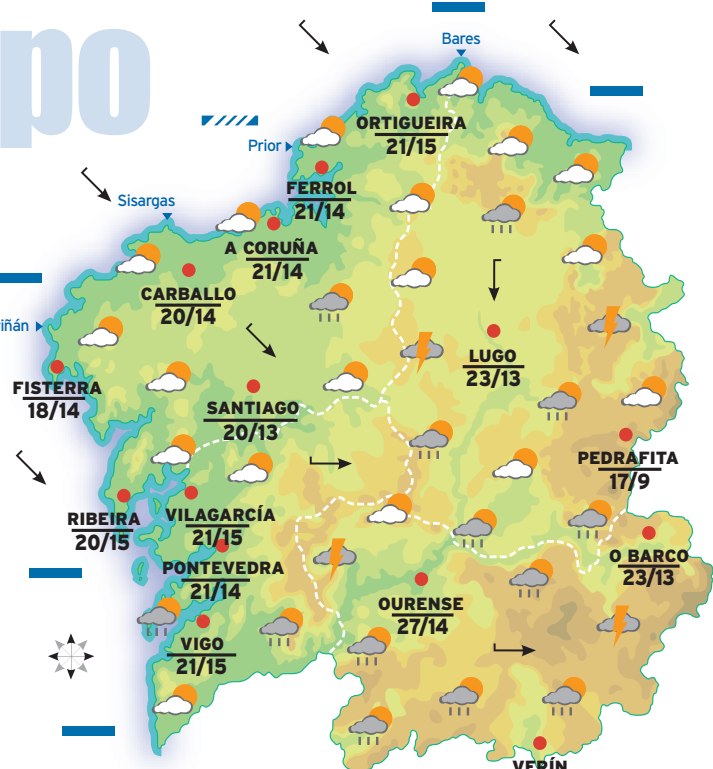 po
Bares
ORTIGUEIRA
21/15
Prior
FERROL
21/14
Sisargas
A CORUÑA
21/14
CARBALLO
20/14
iñán
LUGO
23/13
FISTERRA
18/14
SANTIAGO
20/13
PEDRAFITA
17/9
RIBEIRA
20/15
VILAGARCÍA
21/15
PONTEVEDRA
21/14
O BARCO
23/13
OURENSE
27/14
VIGO
21/15
VERÍN